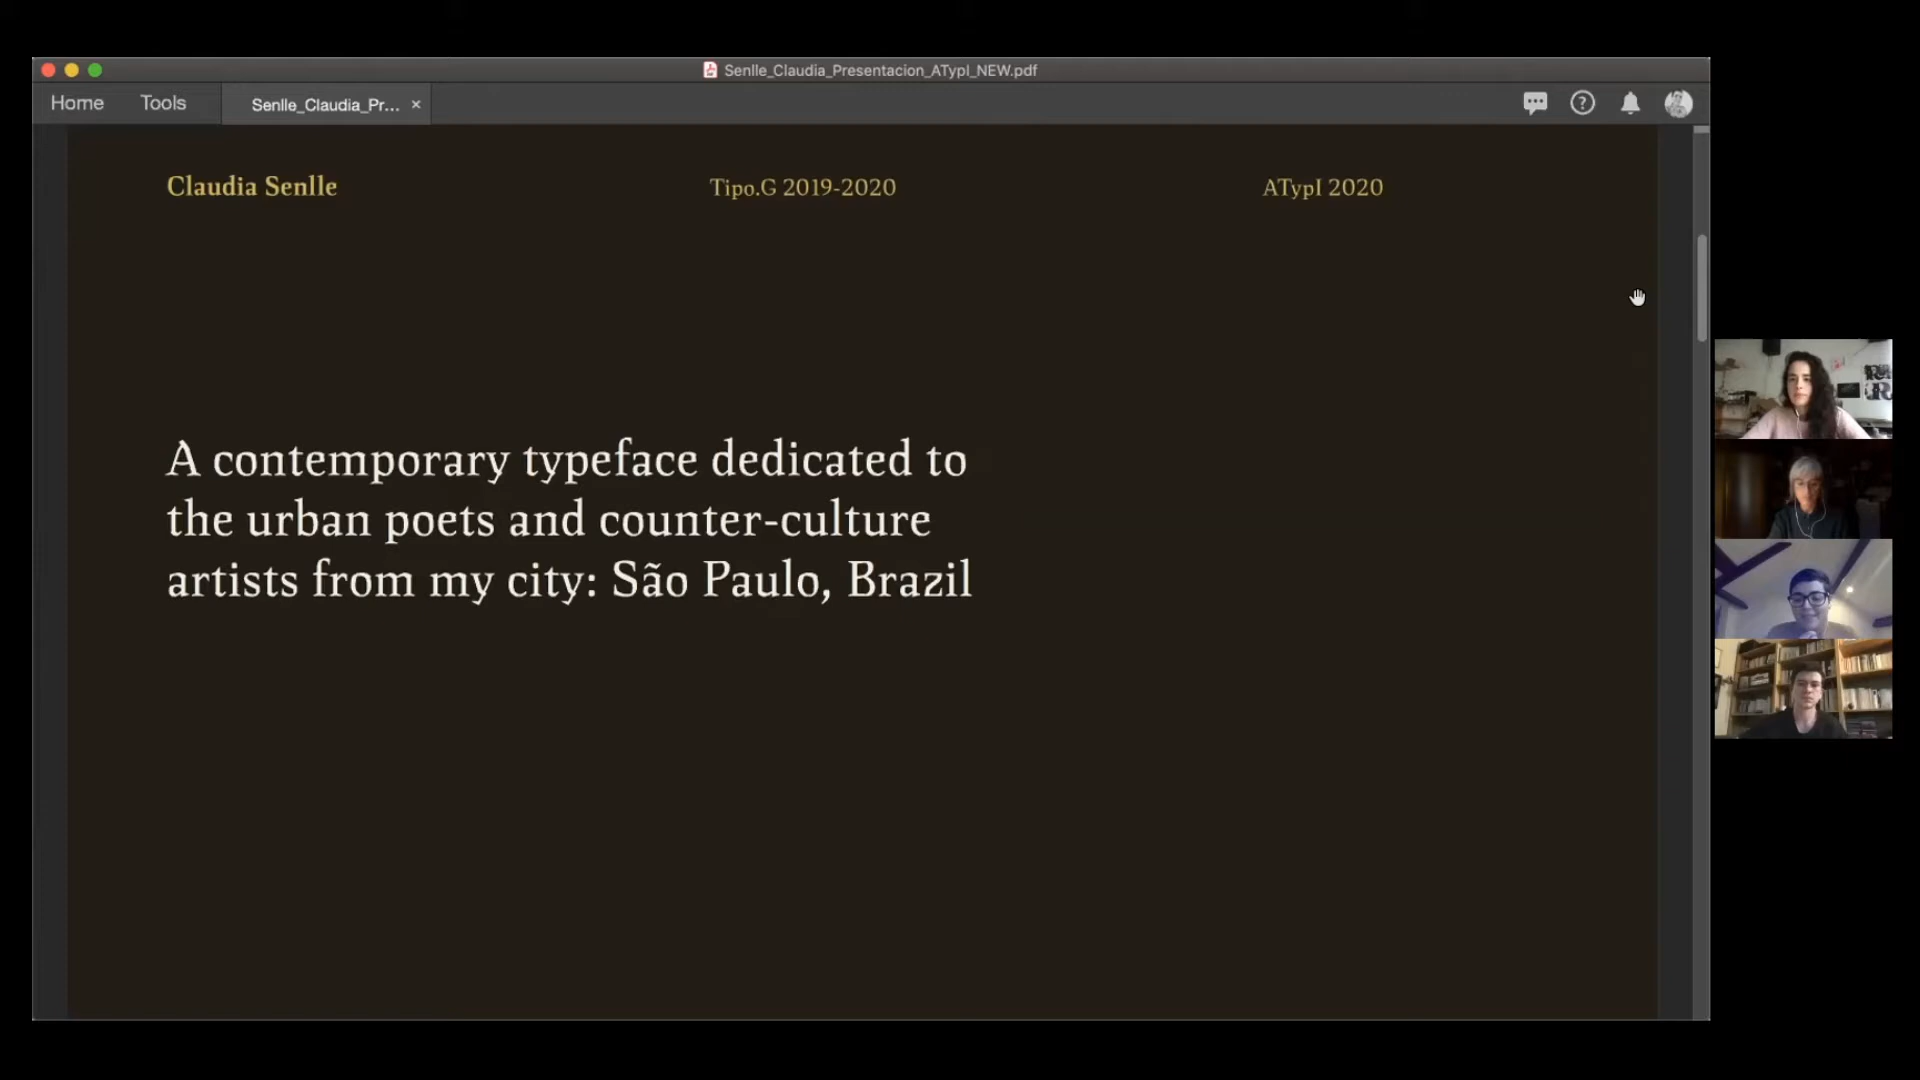 Senlle_Claudia_Presentacion_ATypI_NEW.pdf
Home Tools Senlle_Claudia_Pr... ×
Claudia Senlle Tipo.G 2019-2020 ATypI 2020
A contemporary typeface dedicated to
the urban poets and counter-culture
artists from my city: São Paulo, Brazil